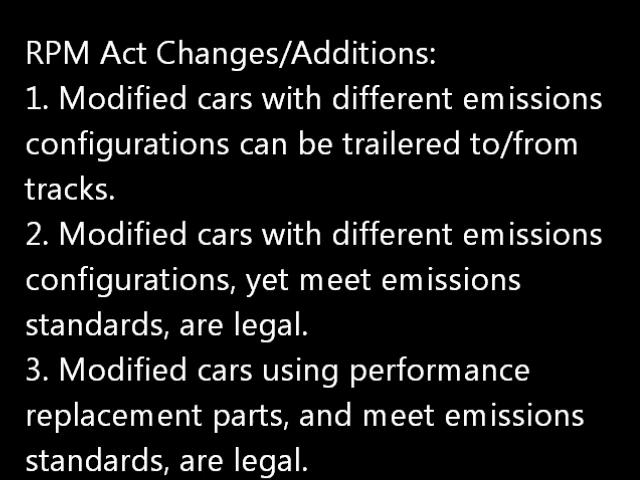 RPM Act Changes/Additions:
1. Modified cars with different emissions
configurations can be trailered to/from
tracks.
2. Modified cars with different emissions
configurations, yet meet emissions
standards, are legal.
3. Modified cars using performance
replacement parts, and meet emissions
standards, are legal.